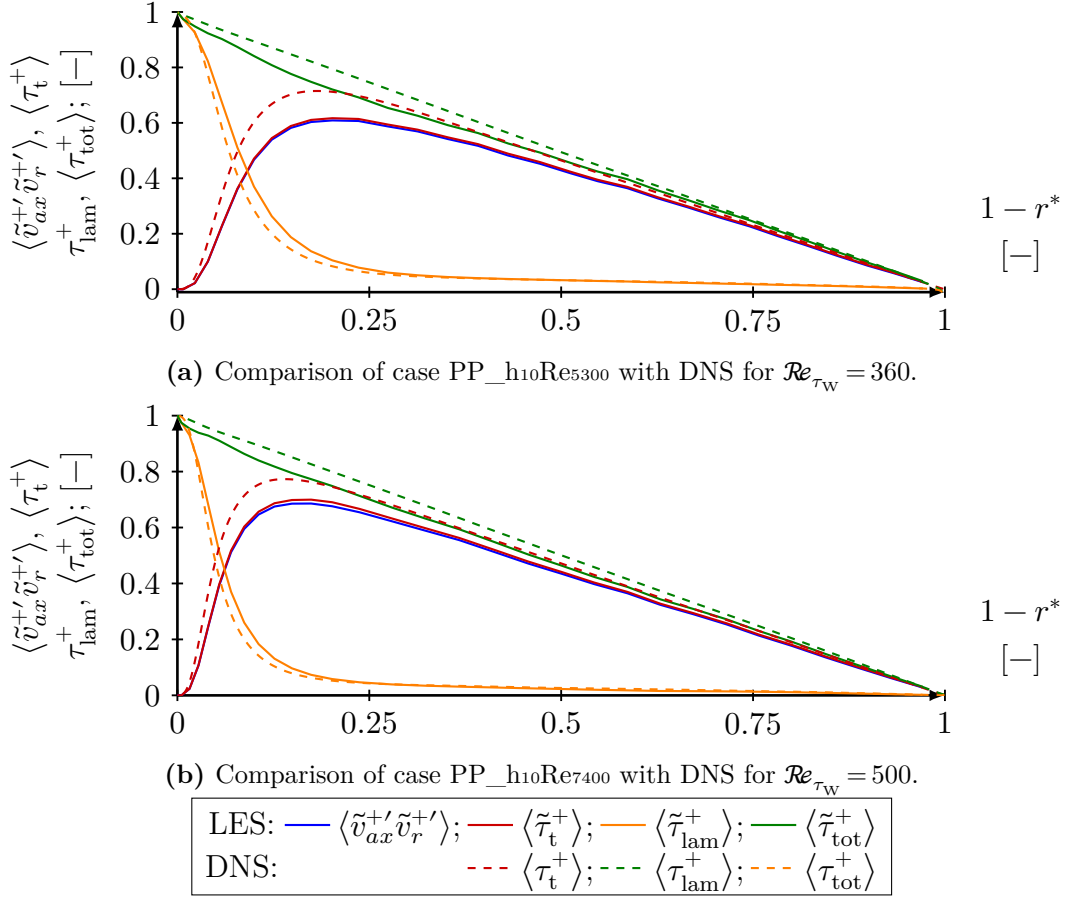 ⟨ṽ_ax^+′ ṽ_r^+′⟩, ⟨τ_t^+⟩
τ_lam^+, ⟨τ_tot^+⟩; [−]
1
0.8
0.6
0.4
0.2
0
0 0.25 0.5 0.75 1
1 − r*
[−]
(a) Comparison of case PP_h10Re5300 with DNS for ℛe_τ_W = 360.
⟨ṽ_ax^+′ ṽ_r^+′⟩, ⟨τ_t^+⟩
τ_lam^+, ⟨τ_tot^+⟩; [−]
1
0.8
0.6
0.4
0.2
0
0 0.25 0.5 0.75 1
1 − r*
[−]
(b) Comparison of case PP_h10Re7400 with DNS for ℛe_τ_W = 500.
LES: ⟨ṽ_ax^+′ ṽ_r^+′⟩; ⟨τ̃_t^+⟩; ⟨τ̃_lam^+⟩; ⟨τ̃_tot^+⟩
DNS: ⟨τ_t^+⟩; ⟨τ_lam^+⟩; ⟨τ_tot^+⟩